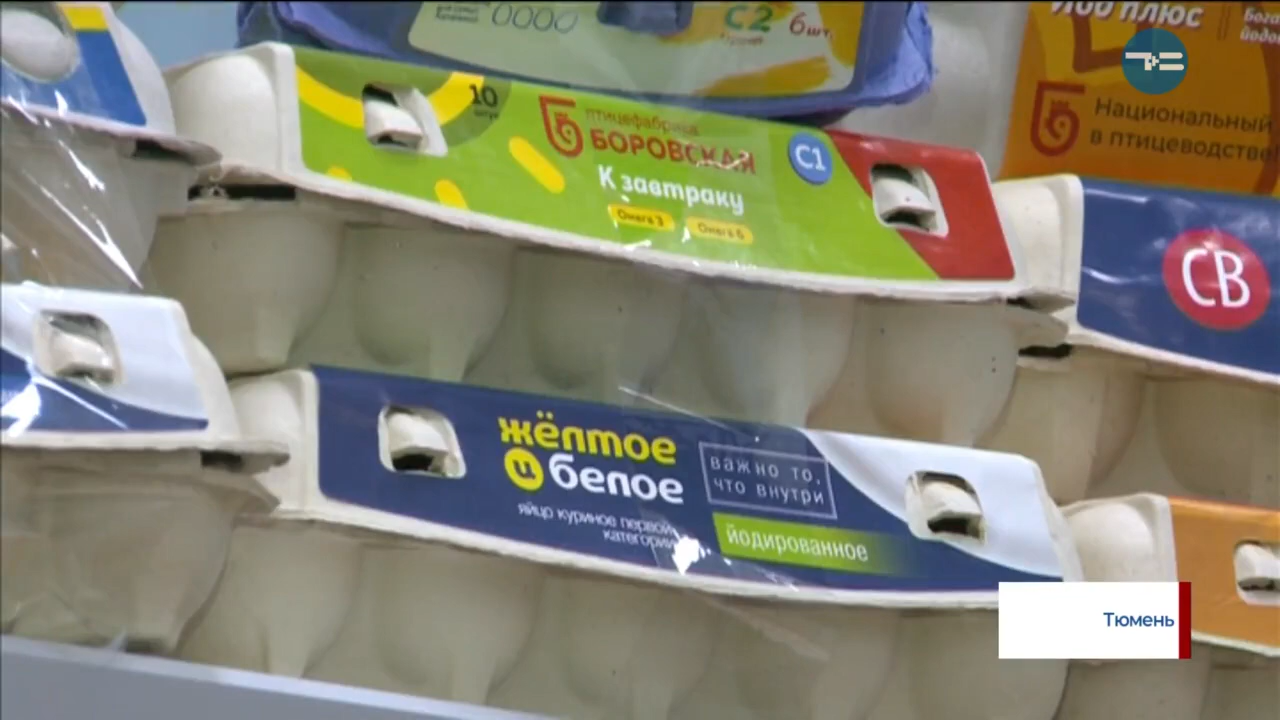 0000
С2
6шт
Йод плюс
Национальный
в птицеводстве
10
штук
птицефабрика
БОРОВСКАЯ
С1
К завтраку
Омега 3
Омега 6
СВ
жёлтое
и белое
важно то,
что внутри
яйцо куриное первой
категории
йодированное
Тюмень